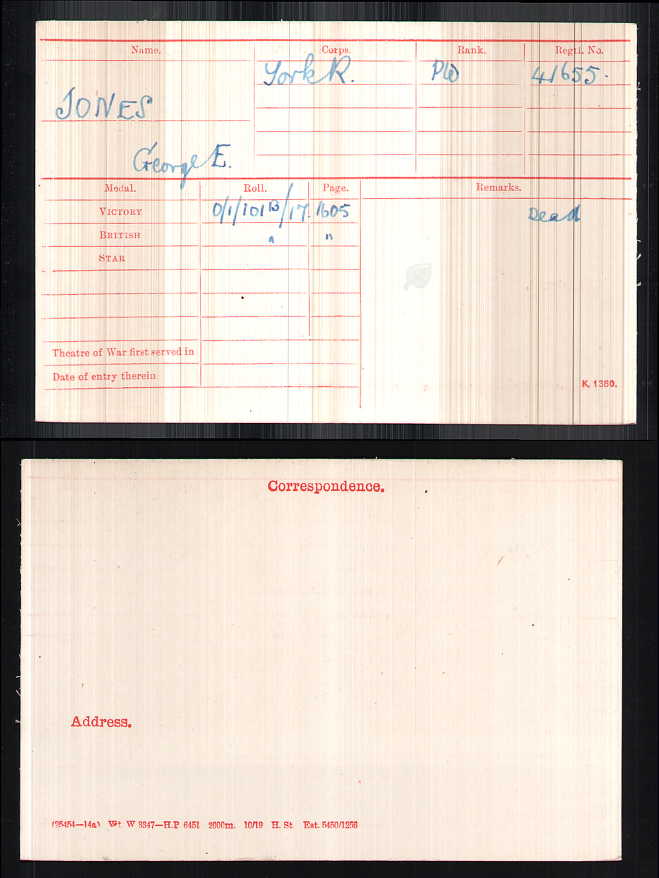 Name. Corps. Rank. Regtl. No.
York R. Pte 41655.
JONES
George E.
Medal. Roll. Page. Remarks.
VICTORY 0/1/101B/17. 1605 Dead
BRITISH " "
STAR
Theatre of War first served in
Date of entry therein
K. 1380.
Correspondence.
Address.
(25454—14a) Wt. W 3347—H.P. 6451 2600m. 10/19 H. St Est. 5450/1256